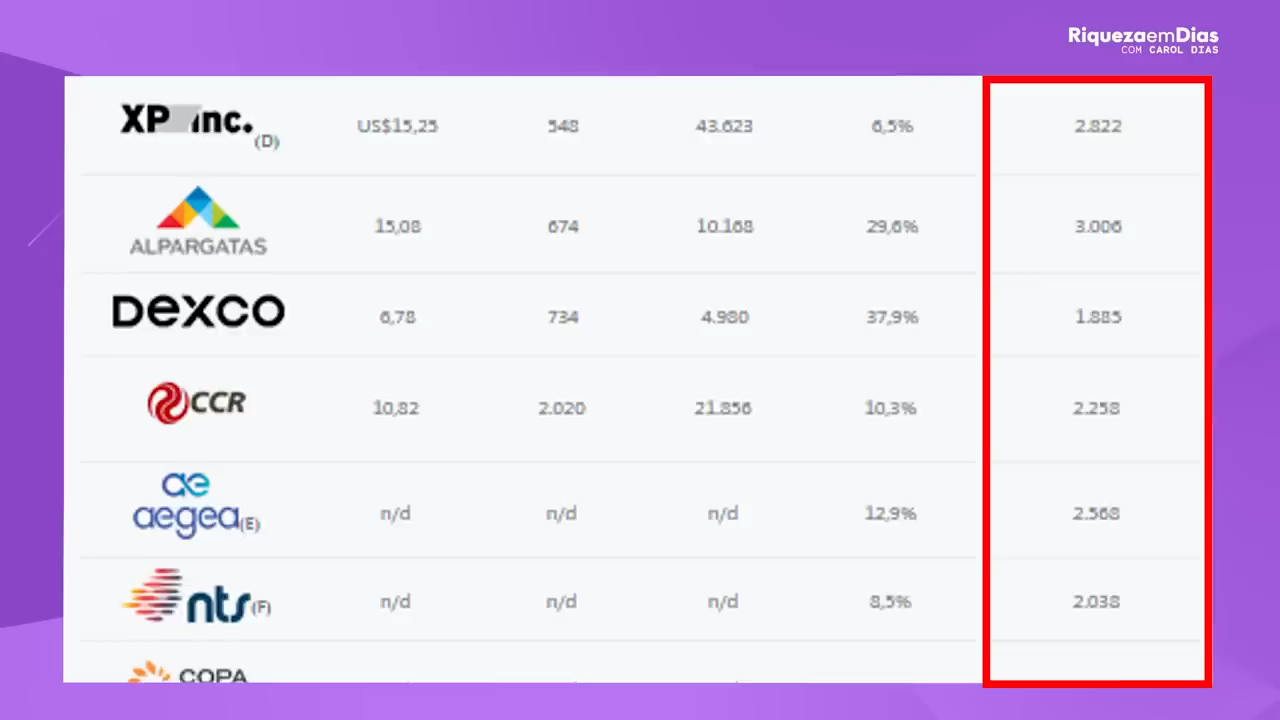 RiquezaemDias
COM CAROL DIAS
XP inc. (D) US$15,25 548 43.623 6,5% 2.822
ALPARGATAS 15,08 674 10.168 29,6% 3.006
Dexco 6,78 734 4.980 37,9% 1.885
CCR 10,82 2.020 21.856 10,3% 2.258
ae
aegea(E) n/d n/d n/d 12,9% 2.568
nts(F) n/d n/d n/d 8,5% 2.038
COPA